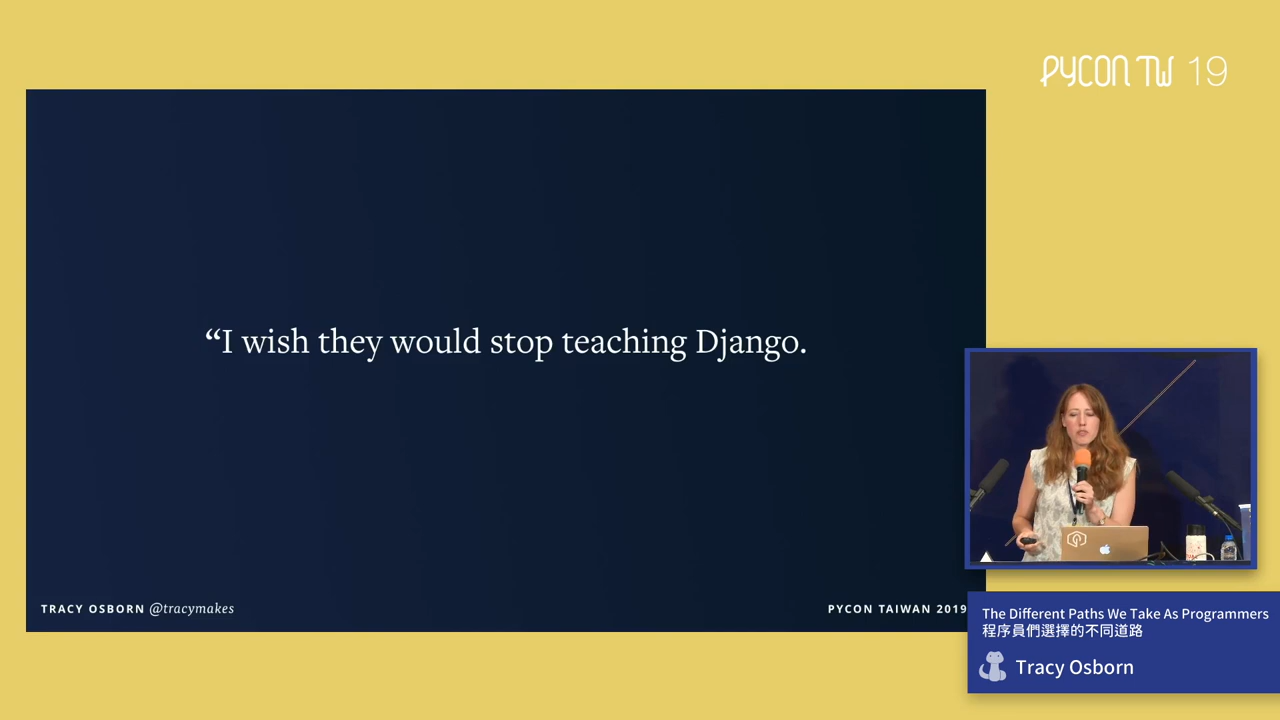 PYCON TW 19
“I wish they would stop teaching Django.
TRACY OSBORN @tracymakes
PYCON TAIWAN 2019
The Different Paths We Take As Programmers
程序員們選擇的不同道路
Tracy Osborn